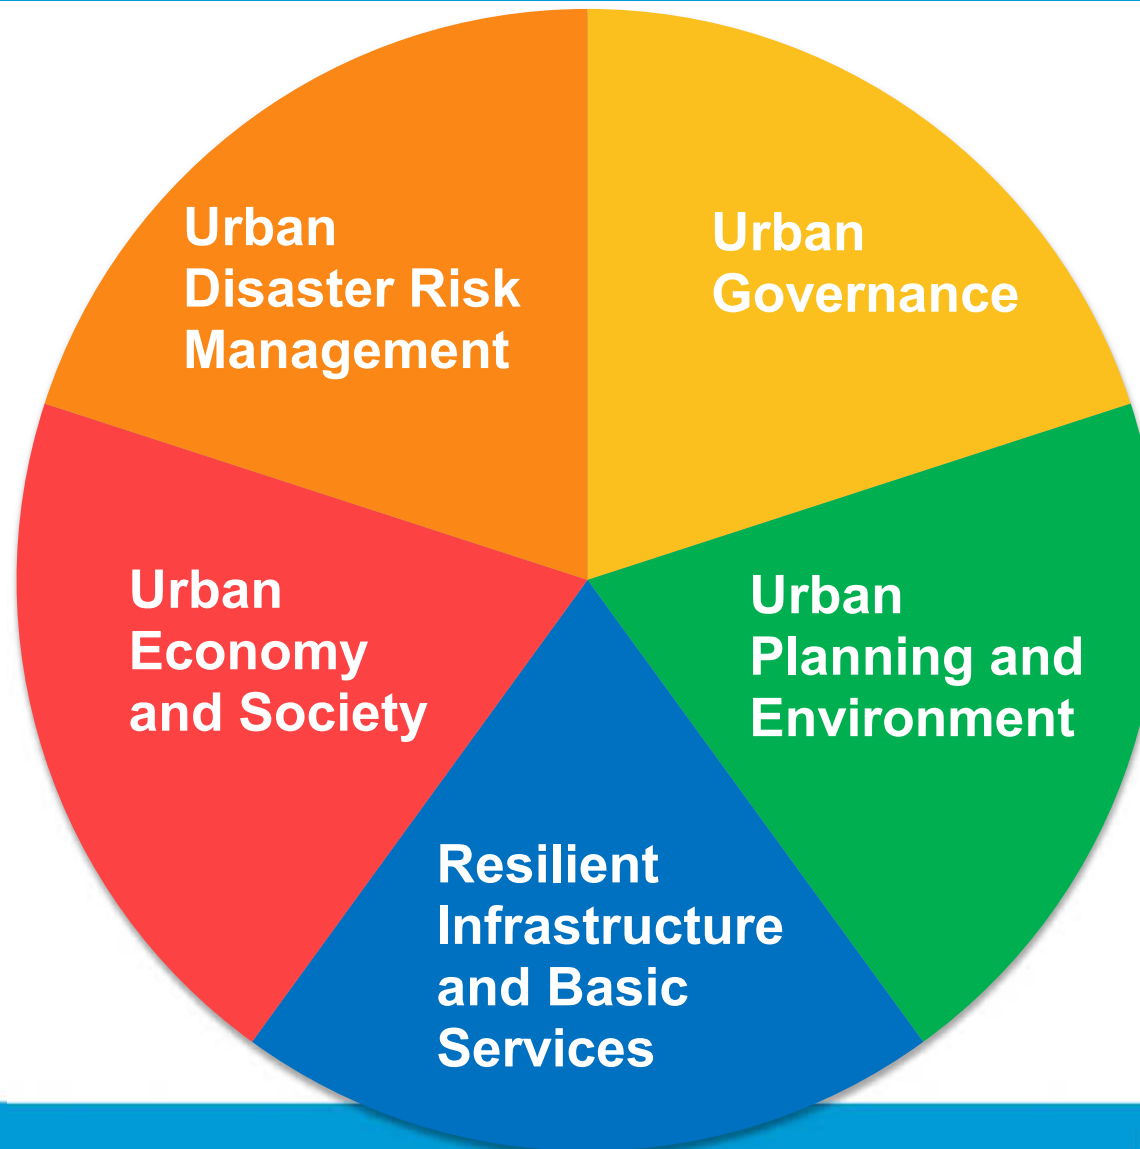 Urban
Disaster Risk
Management
Urban
Governance
Urban
Economy
and Society
Urban
Planning and
Environment
Resilient
Infrastructure
and Basic
Services